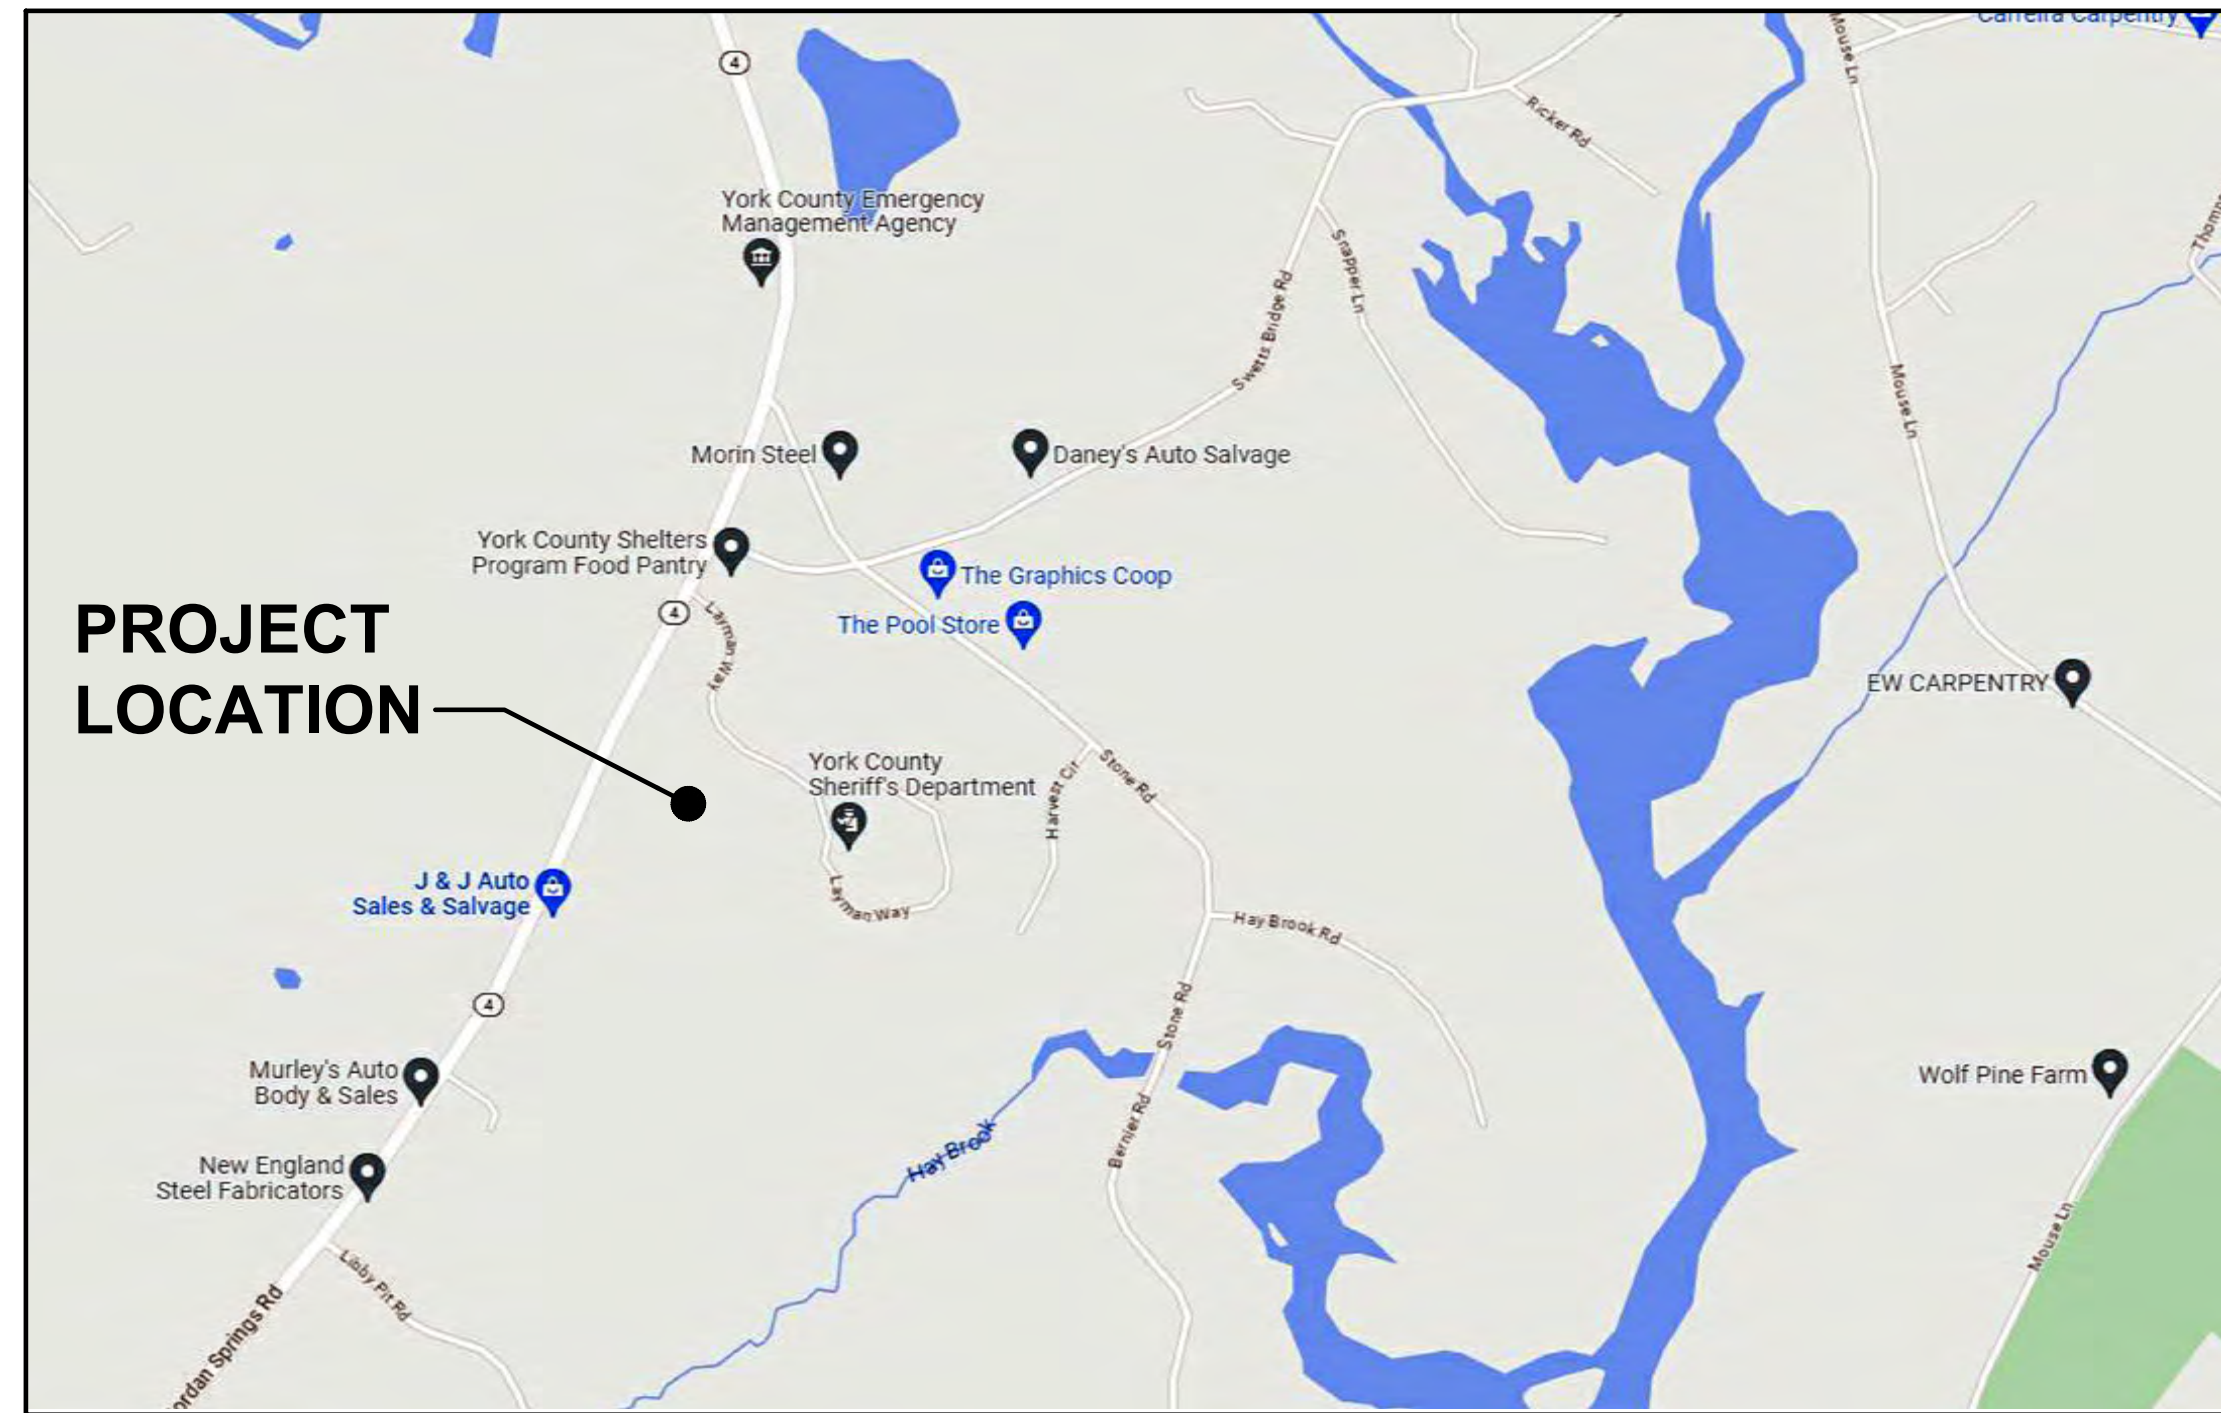 Carreira Carpentry
Mouse Ln
4
Ricker Rd
York County Emergency
Management Agency
Snapper Ln
Swetts Bridge Rd
Mouse Ln
Morin Steel
Daney's Auto Salvage
York County Shelters
Program Food Pantry
The Graphics Coop
The Pool Store
4
Layman Way
PROJECT
LOCATION
EW CARPENTRY
York County
Sheriff's Department
Harvest Cir
Stone Rd
J & J Auto
Sales & Salvage
Layman Way
Hay Brook Rd
4
Stone Rd
Murley's Auto
Body & Sales
Wolf Pine Farm
Bernier Rd
Hay Brook
New England
Steel Fabricators
Mouse Ln
Libby Pit Rd
Springs Rd